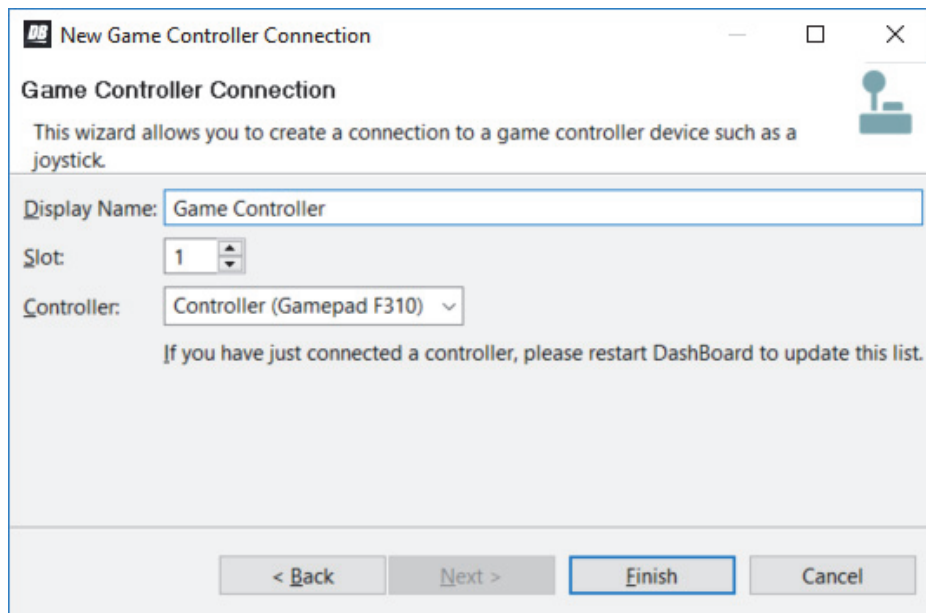 DB New Game Controller Connection
Game Controller Connection
This wizard allows you to create a connection to a game controller device such as a
joystick.
Display Name: Game Controller
Slot: 1
Controller: Controller (Gamepad F310)
If you have just connected a controller, please restart DashBoard to update this list.
< Back Next > Finish Cancel